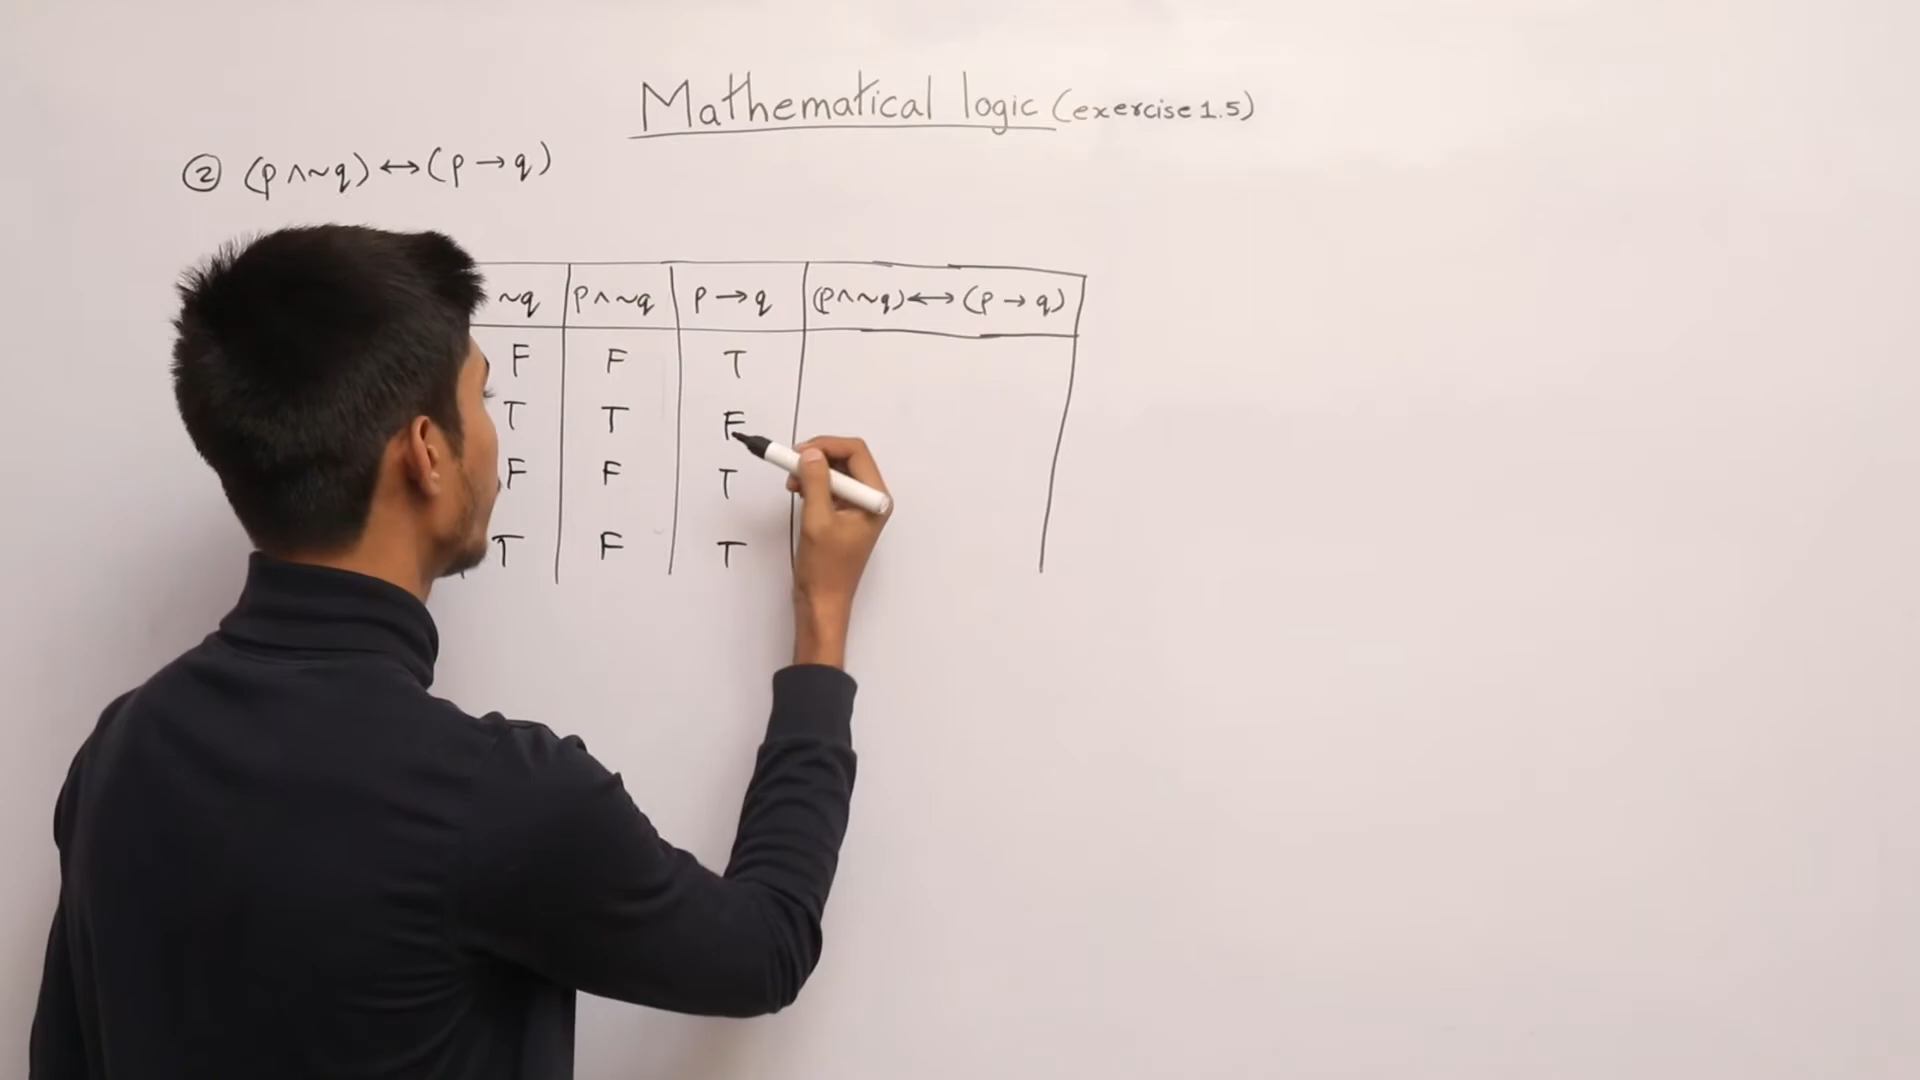 Mathematical logic (exercise 1.5)
② (p∧~q)↔(p→q)
~q p∧~q p→q (p∧~q)↔(p→q)
F F T
T T F
F F T
T F T